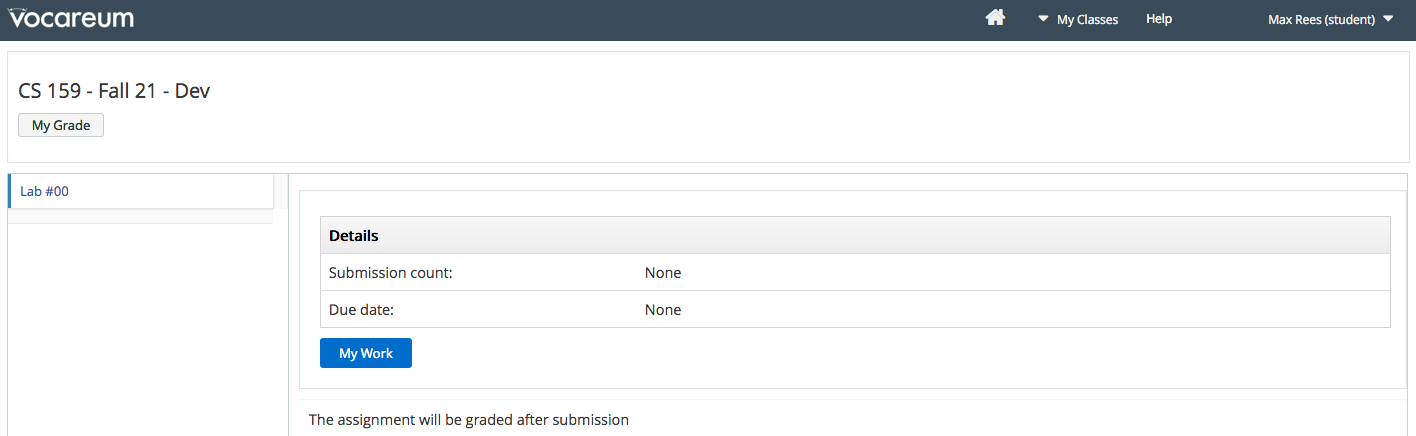 vocareum
My Classes
Help
Max Rees (student)
CS 159 - Fall 21 - Dev
My Grade
Lab #00
Details
Submission count: None
Due date: None
My Work
The assignment will be graded after submission